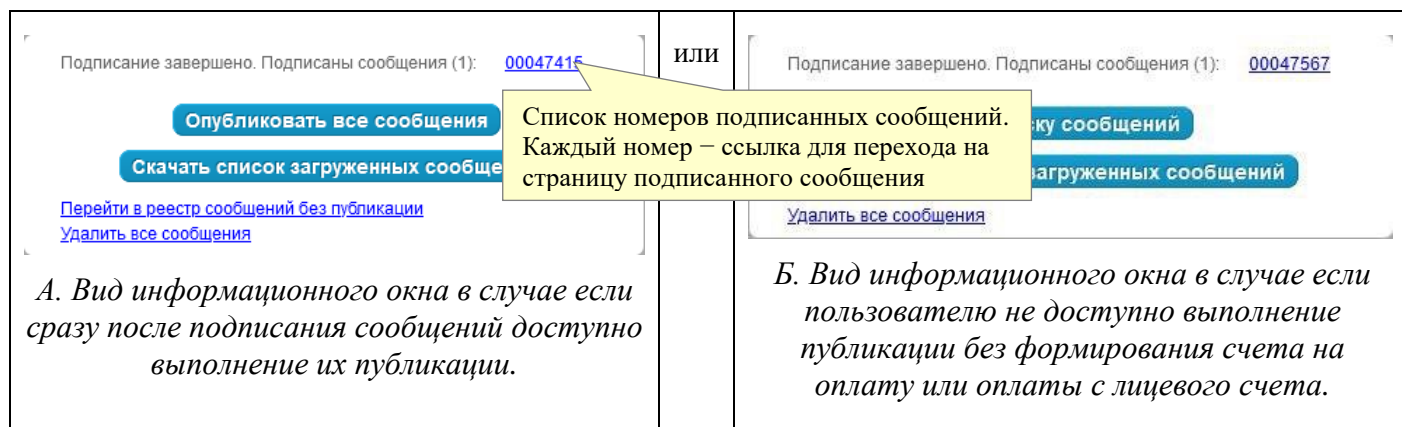 Подписание завершено. Подписаны сообщения (1): 00047415
Опубликовать все сообщения
Скачать список загруженных
Перейти в реестр сообщений без публикации
Удалить все сообщения
А. Вид информационного окна в случае если
сразу после подписания сообщений доступно
выполнение их публикации.
или
Список номеров подписанных сообщений.
Каждый номер − ссылка для перехода на
страницу подписанного сообщения
Подписание завершено. Подписаны сообщения (1): 00047567
сообщений
загруженных сообщений
Удалить все сообщения
Б. Вид информационного окна в случае если
пользователю не доступно выполнение
публикации без формирования счета на
оплату или оплаты с лицевого счета.